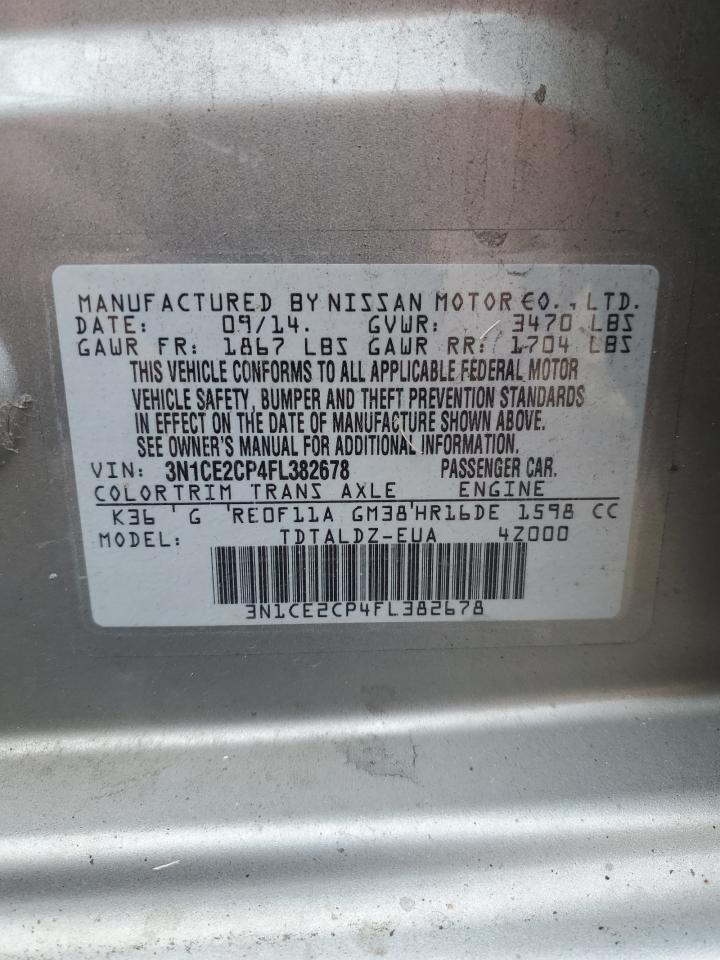 MANUFACTURED BY NISSAN MOTOR CO., LTD.
DATE: 09/14. GVWR: 3470 LBS
GAWR FR: 1867 LBS GAWR RR: 1704 LBS
THIS VEHICLE CONFORMS TO ALL APPLICABLE FEDERAL MOTOR
VEHICLE SAFETY, BUMPER AND THEFT PREVENTION STANDARDS
IN EFFECT ON THE DATE OF MANUFACTURE SHOWN ABOVE.
SEE OWNER'S MANUAL FOR ADDITIONAL INFORMATION.
VIN: 3N1CE2CP4FL382678 PASSENGER CAR.
COLOR TRIM TRANS AXLE ENGINE
K36 G RE0F11A GM38 HR16DE 1598 CC
MODEL: TDTALDZ-EUA 4Z000
3N1CE2CP4FL382678